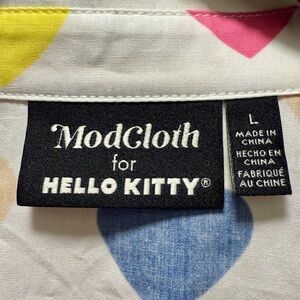 ModCloth
for
HELLO KITTY®
L
MADE IN
CHINA
HECHO EN
CHINA
FABRIQUÉ
AU CHINE